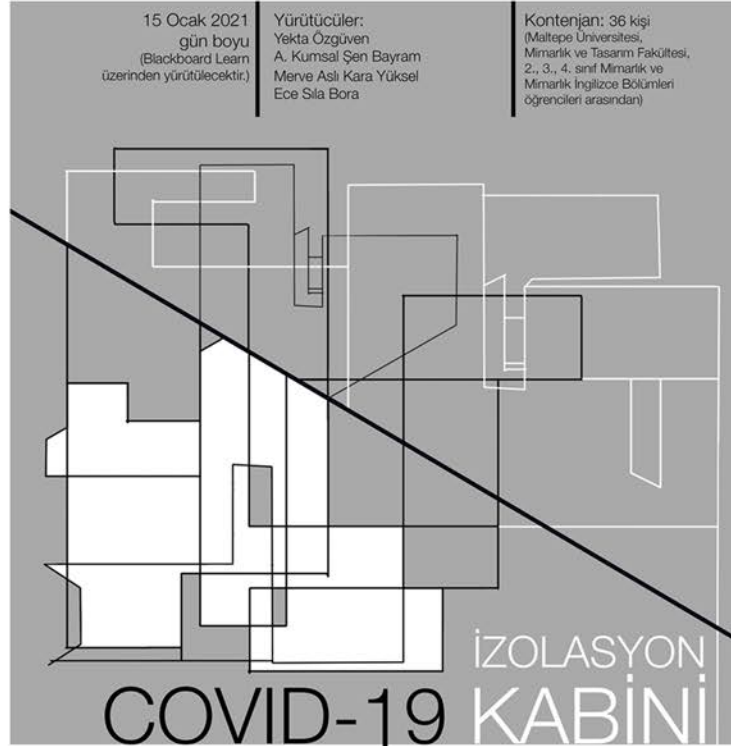 15 Ocak 2021
gün boyu
(Blackboard Learn
üzerinden yürütülecektir.)
Yürütücüler:
Yekta Özgüven
A. Kumsal Şen Bayram
Merve Aslı Kara Yüksel
Ece Sıla Bora
Kontenjan: 36 kişi
(Maltepe Üniversitesi,
Mimarlık ve Tasarım Fakültesi,
2., 3., 4. sınıf Mimarlık ve
Mimarlık İngilizce Bölümleri
öğrencileri arasından)
İZOLASYON
COVID-19 KABİNİ